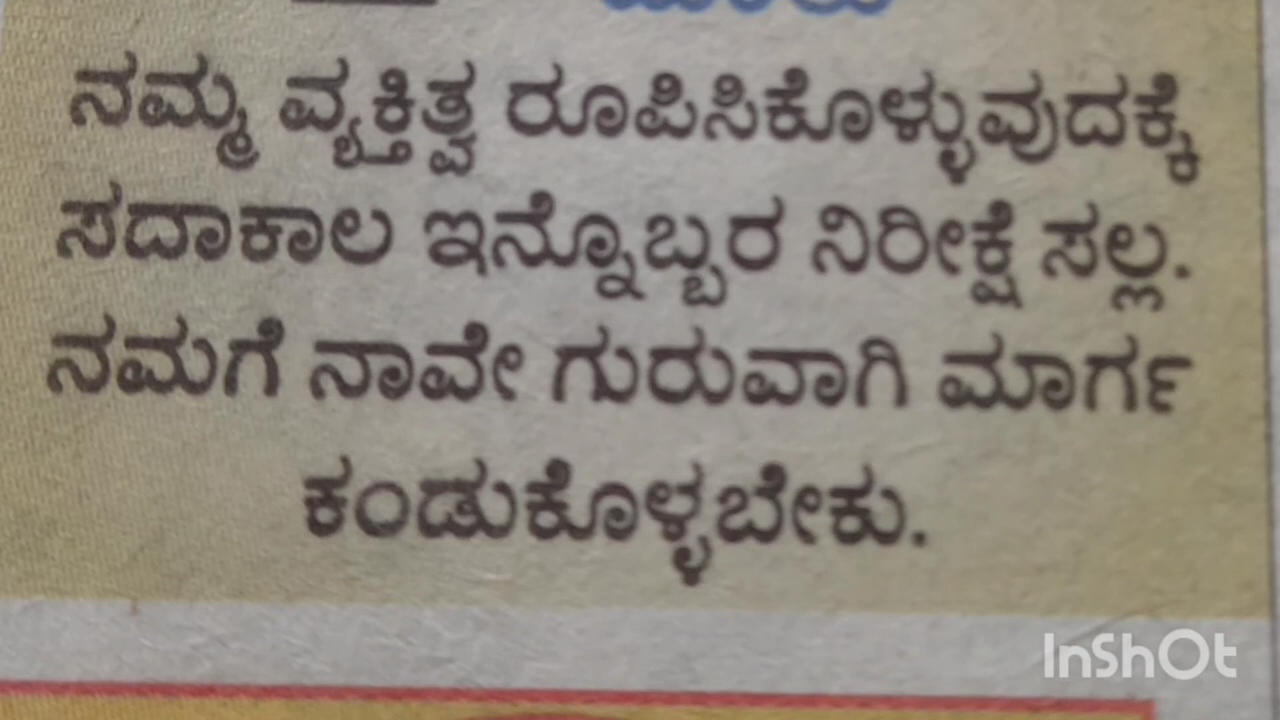 ನಮ್ಮ ವ್ಯಕ್ತಿತ್ವ ರೂಪಿಸಿಕೊಳ್ಳುವುದಕ್ಕೆ
ಸದಾಕಾಲ ಇನ್ನೊಬ್ಬರ ನಿರೀಕ್ಷೆ ಸಲ್ಲ.
ನಮಗೆ ನಾವೇ ಗುರುವಾಗಿ ಮಾರ್ಗ
ಕಂಡುಕೊಳ್ಳಬೇಕು.
InShOt